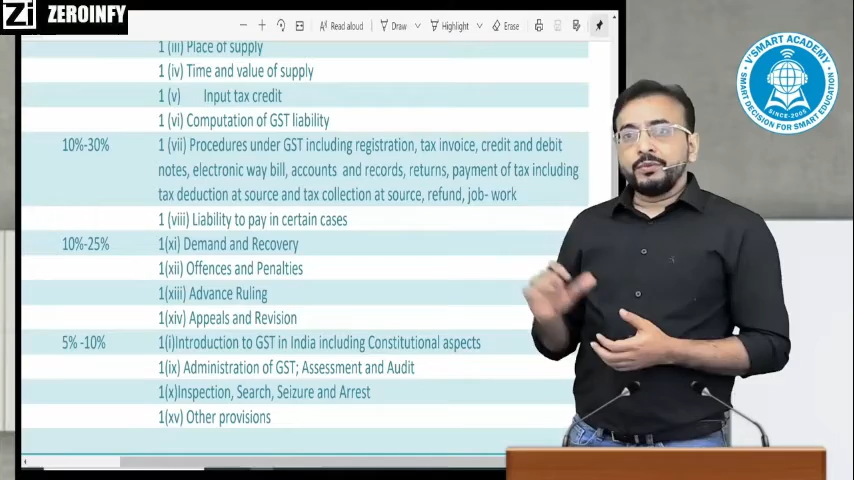 Zi ZEROINFY
Read aloud Draw Highlight Erase
1 (iii) Place of supply
1 (iv) Time and value of supply
1 (v) Input tax credit
1 (vi) Computation of GST liability
10%-30% 1 (vii) Procedures under GST including registration, tax invoice, credit and debit
notes, electronic way bill, accounts and records, returns, payment of tax including
tax deduction at source and tax collection at source, refund, job- work
1 (viii) Liability to pay in certain cases
10%-25% 1(xi) Demand and Recovery
1(xii) Offences and Penalties
1(xiii) Advance Ruling
1(xiv) Appeals and Revision
5% -10% 1(i)Introduction to GST in India including Constitutional aspects
1(ix) Administration of GST; Assessment and Audit
1(x)Inspection, Search, Seizure and Arrest
1(xv) Other provisions
V'SMART ACADEMY
SINCE-2005
SMART DESTINATION FOR SMART EDUCATION